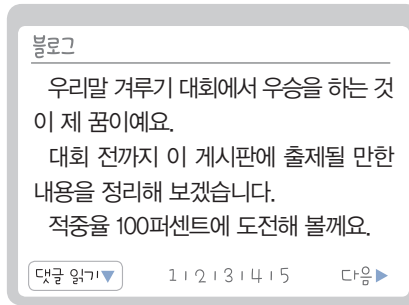 블로그
우리말 겨루기 대회에서 우승을 하는 것
이 제 꿈이예요.
대회 전까지 이 게시판에 출제될 만한
내용을 정리해 보겠습니다.
적중율 100퍼센트에 도전해 볼께요.
댓글 읽기▼ 1 | 2 | 3 | 4 | 5 다음▶